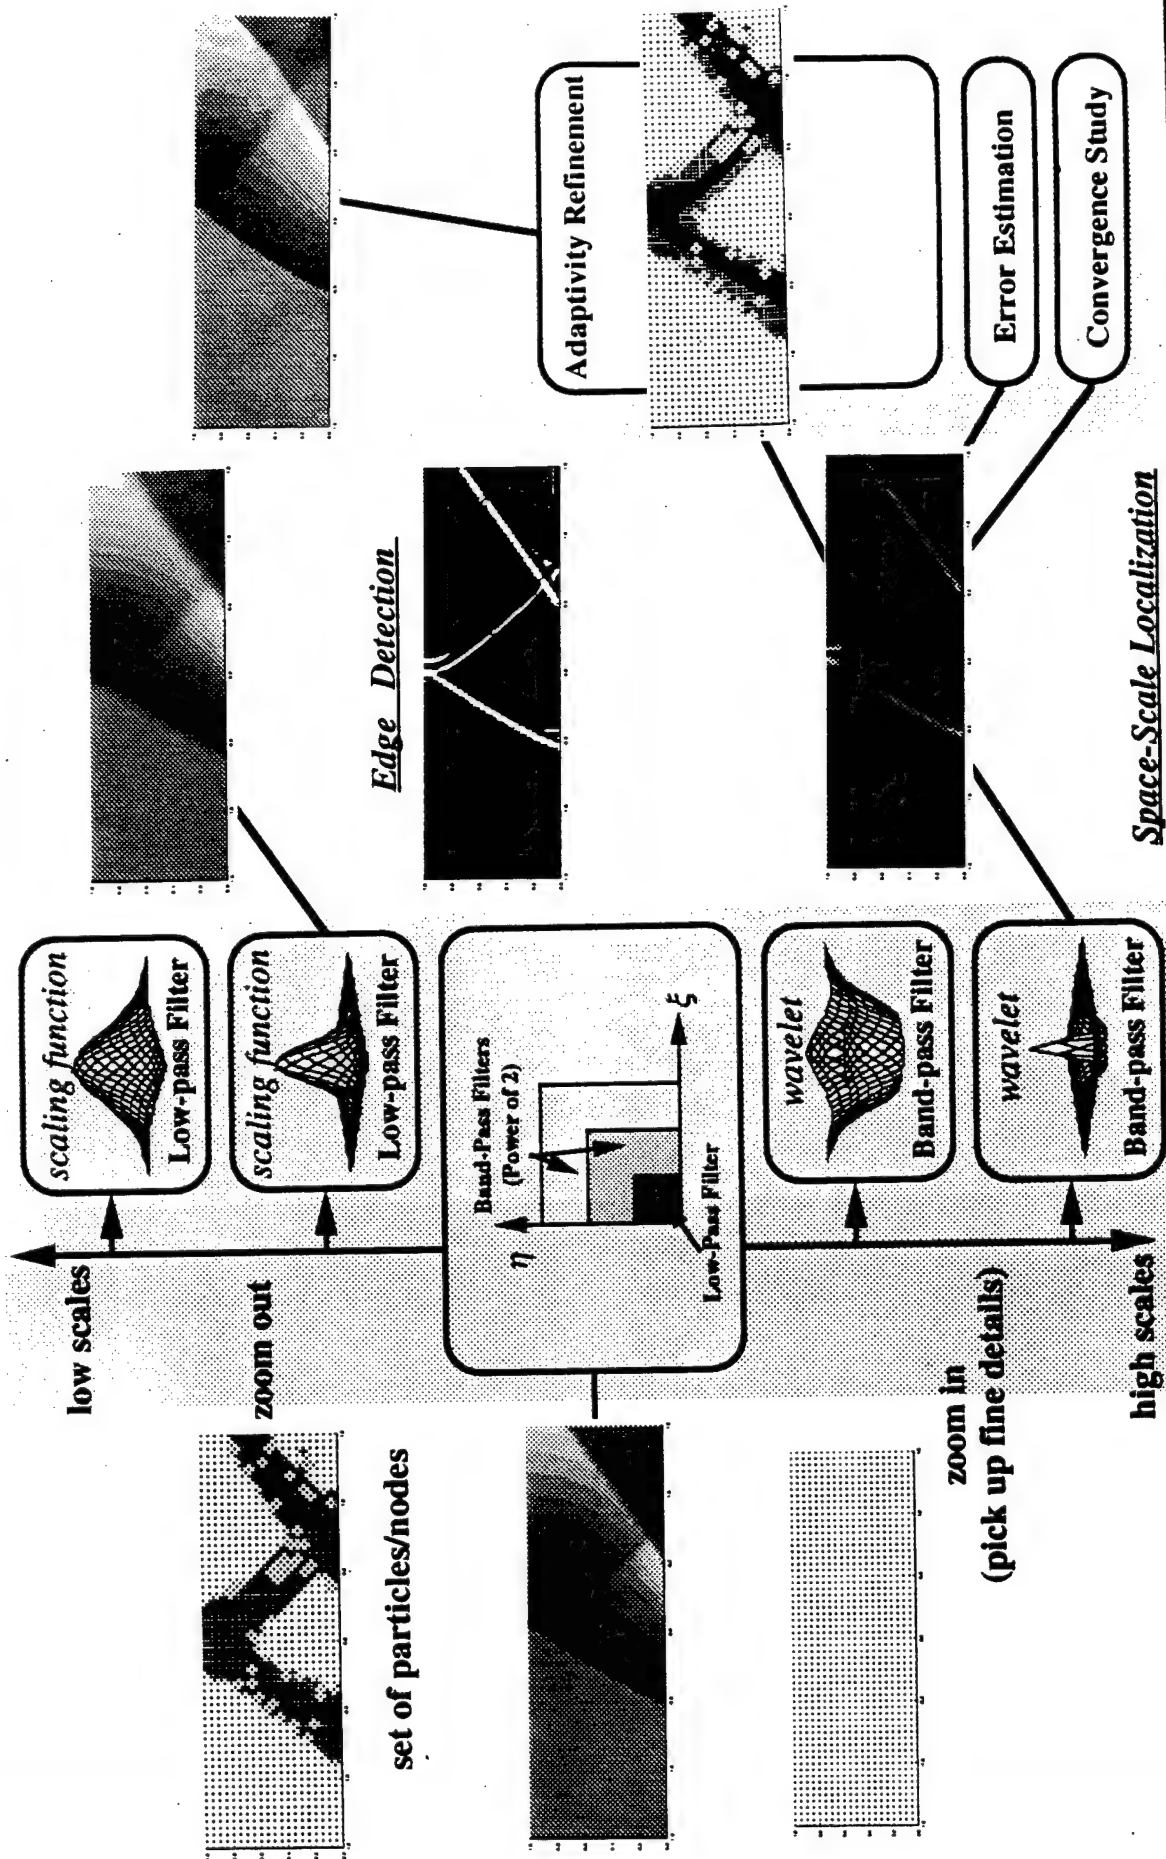 low scales
scaling function
Low-pass Filter
zoom out
scaling function
Low-pass Filter
set of particles/nodes
Edge Detection
Adaptivity Refinement
Band-Pass Filters
(Power of 2)
η
ξ
Low-Pass Filter
wavelet
Band-pass Filter
zoom in
(pick up fine details)
wavelet
Band-pass Filter
high scales
Error Estimation
Convergence Study
Space-Scale Localization